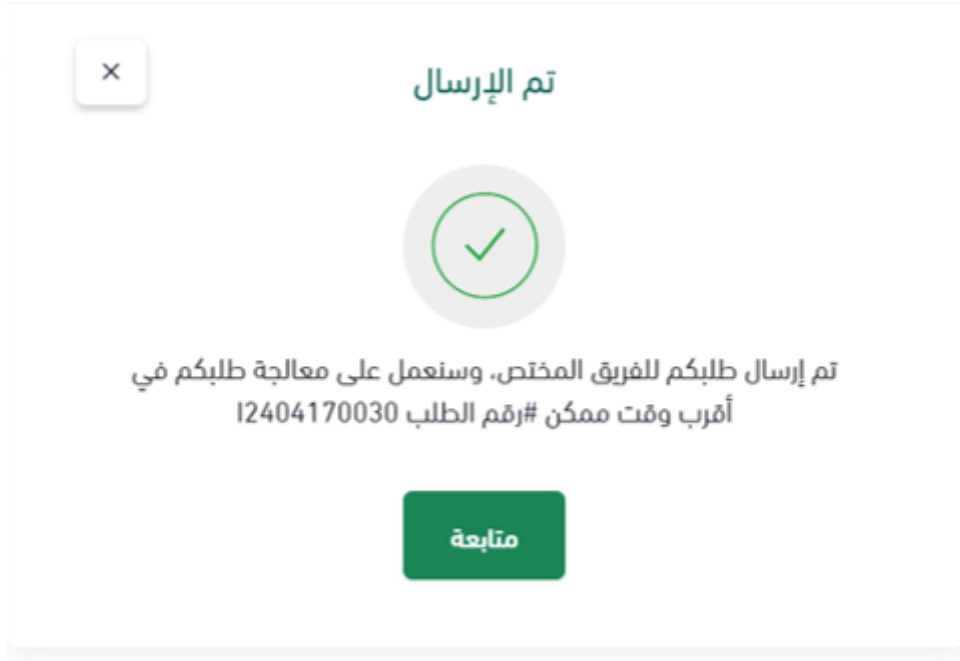 تم الإرسال
تم إرسال طلبكم للفريق المختص، وسنعمل على معالجة طلبكم في
أقرب وقت ممكن #رقم الطلب I2404170030
متابعة